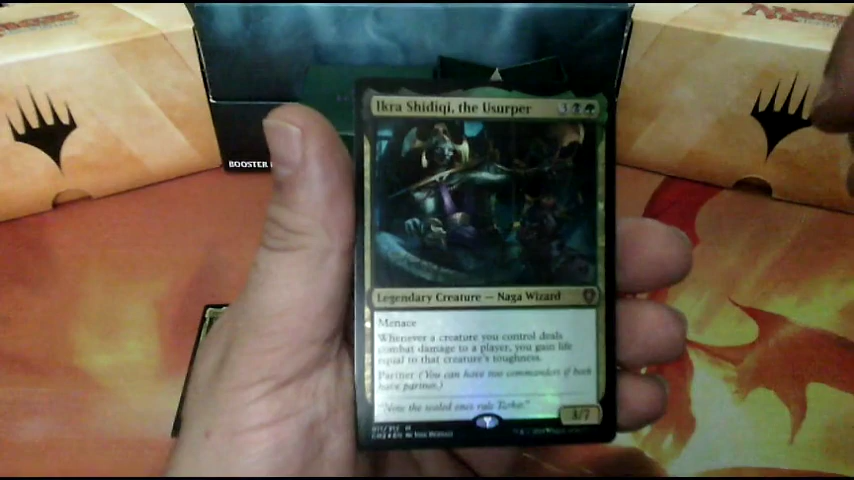 BOOSTER
Ikra Shidiqi, the Usurper 3
Legendary Creature — Naga Wizard
Menace
Whenever a creature you control deals
combat damage to a player, you gain life
equal to that creature's toughness.
Partner (You can have two commanders if both
have partner.)
"Now the scaled ones rule Tarkir."
3/7